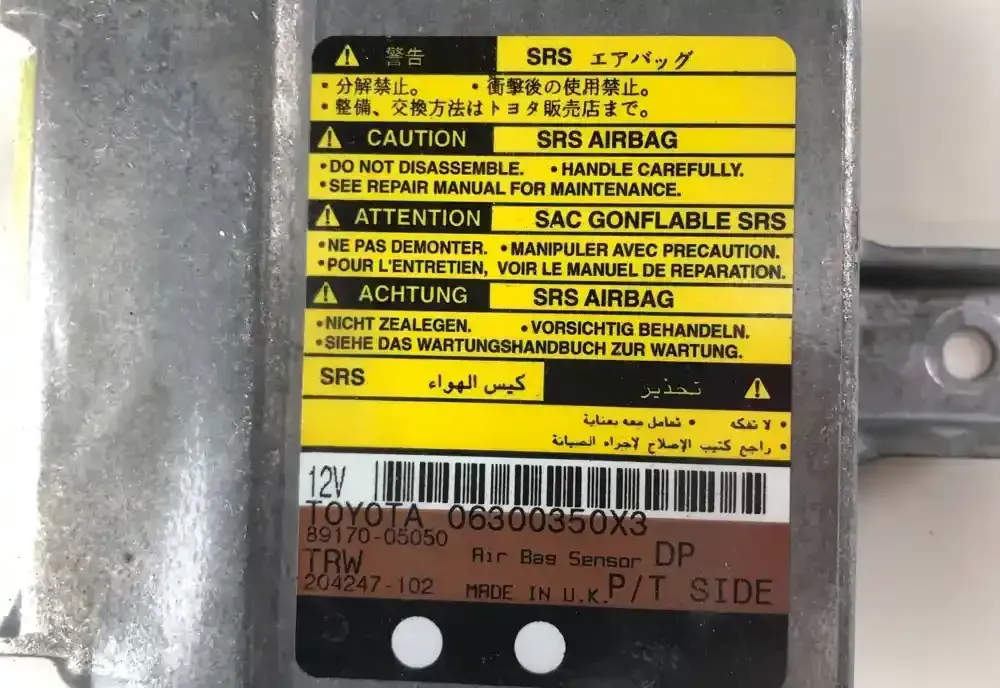 警告 SRS エアバッグ
・分解禁止。 ・衝撃後の使用禁止。
・整備、交換方法はトヨタ販売店まで。
CAUTION SRS AIRBAG
•DO NOT DISASSEMBLE. •HANDLE CAREFULLY.
•SEE REPAIR MANUAL FOR MAINTENANCE.
ATTENTION SAC GONFLABLE SRS
•NE PAS DEMONTER. •MANIPULER AVEC PRECAUTION.
•POUR L'ENTRETIEN, VOIR LE MANUEL DE REPARATION.
ACHTUNG SRS AIRBAG
•NICHT ZEALEGEN. •VORSICHTIG BEHANDELN.
•SIEHE DAS WARTUNGSHANDBUCH ZUR WARTUNG.
تحذير كيس الهواء SRS
• لا تفكه • تعامل معه بعناية
• راجع كتيب الإصلاح لاجراء الصيانة
12V
TOYOTA 06300350X3
89170-05050 Air Bag Sensor DP
TRW
204247-102 MADE IN U.K. P/T SIDE